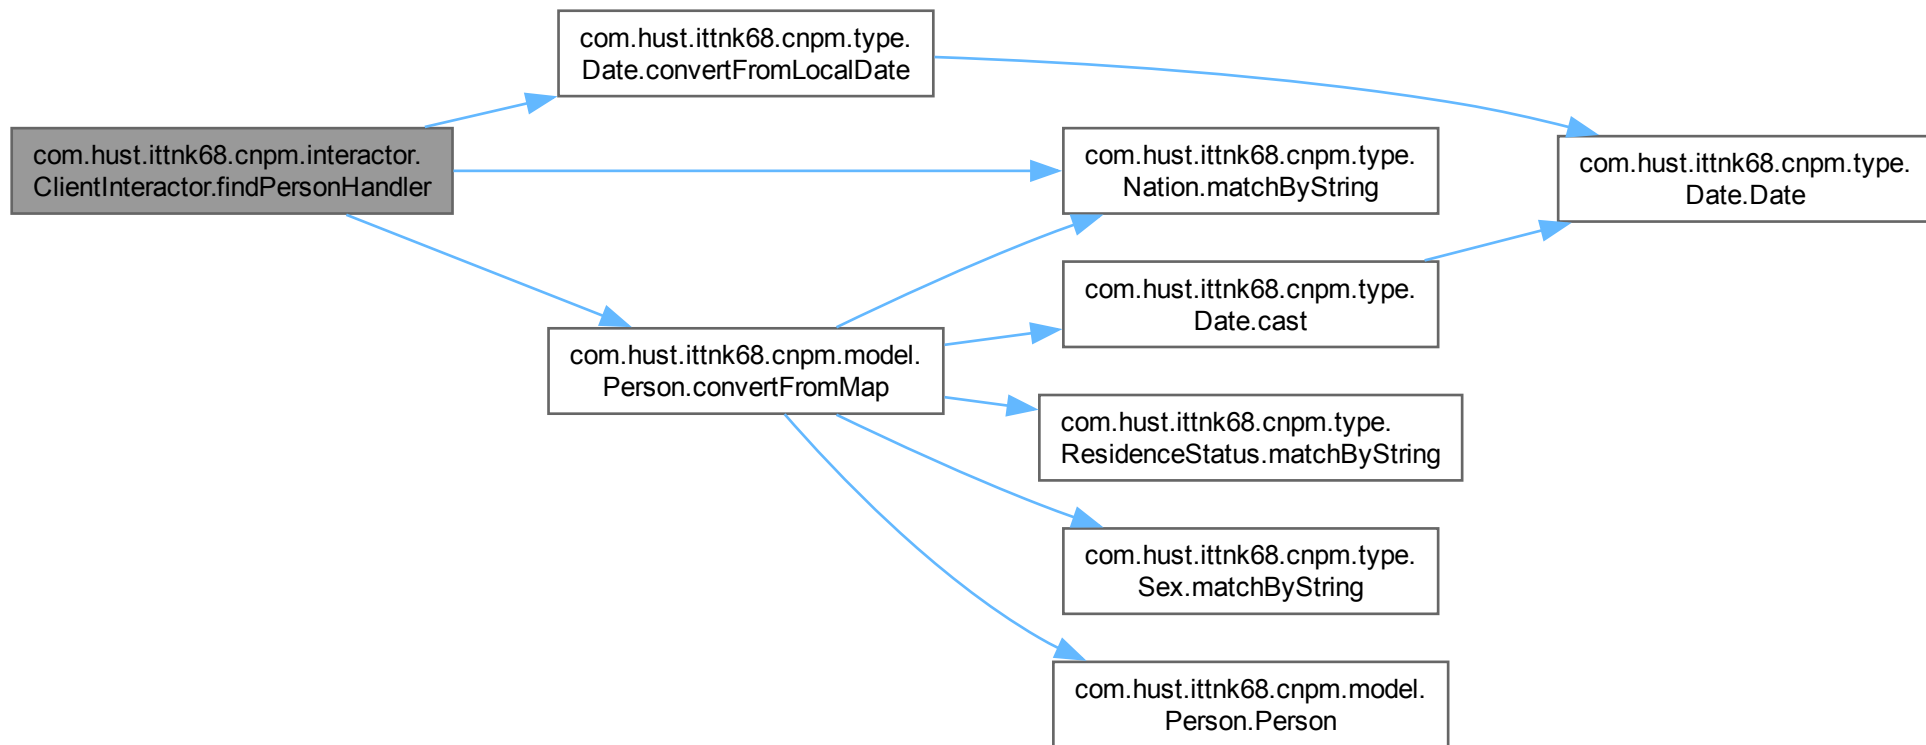 com.hust.ittnk68.cnpm.interactor.
ClientInteractor.findPersonHandler
com.hust.ittnk68.cnpm.type.
Date.convertFromLocalDate
com.hust.ittnk68.cnpm.model.
Person.convertFromMap
com.hust.ittnk68.cnpm.type.
Nation.matchByString
com.hust.ittnk68.cnpm.type.
Date.cast
com.hust.ittnk68.cnpm.type.
ResidenceStatus.matchByString
com.hust.ittnk68.cnpm.type.
Sex.matchByString
com.hust.ittnk68.cnpm.model.
Person.Person
com.hust.ittnk68.cnpm.type.
Date.Date